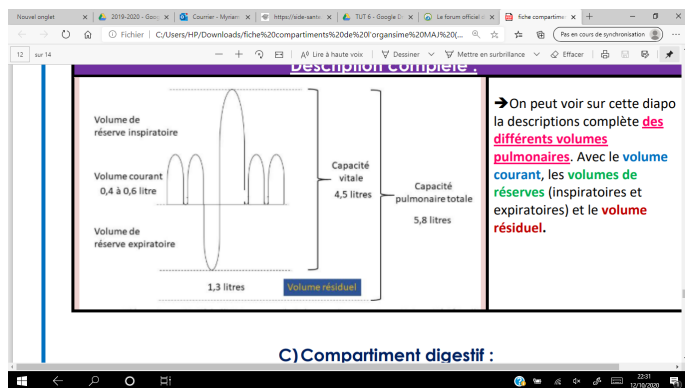 Nouvel onglet
2019-2020 - Goog
Courrier - Myriam
https://aide-sante
TUT 6 - Google D
Le forum officiel
fiche compartime
Fichier
C:/Users/HP/Downloads/fiche%20compartiments%20de%20l'organsime%20MAJ%20(...
Pas en cours de synchronisation
12 sur 14
Lire à haute voix
Dessiner
Mettre en surbrillance
Effacer
Description complète :
Volume de
réserve inspiratoire
Volume courant
0,4 à 0,6 litre
Volume de
réserve expiratoire
Capacité
vitale
4,5 litres
Capacité
pulmonaire totale
5,8 litres
1,3 litres
Volume résiduel
➔On peut voir sur cette diapo
la descriptions complète des
différents volumes
pulmonaires. Avec le volume
courant, les volumes de
réserves (inspiratoires et
expiratoires) et le volume
résiduel.
C) Compartiment digestif :
22:31
12/10/2020